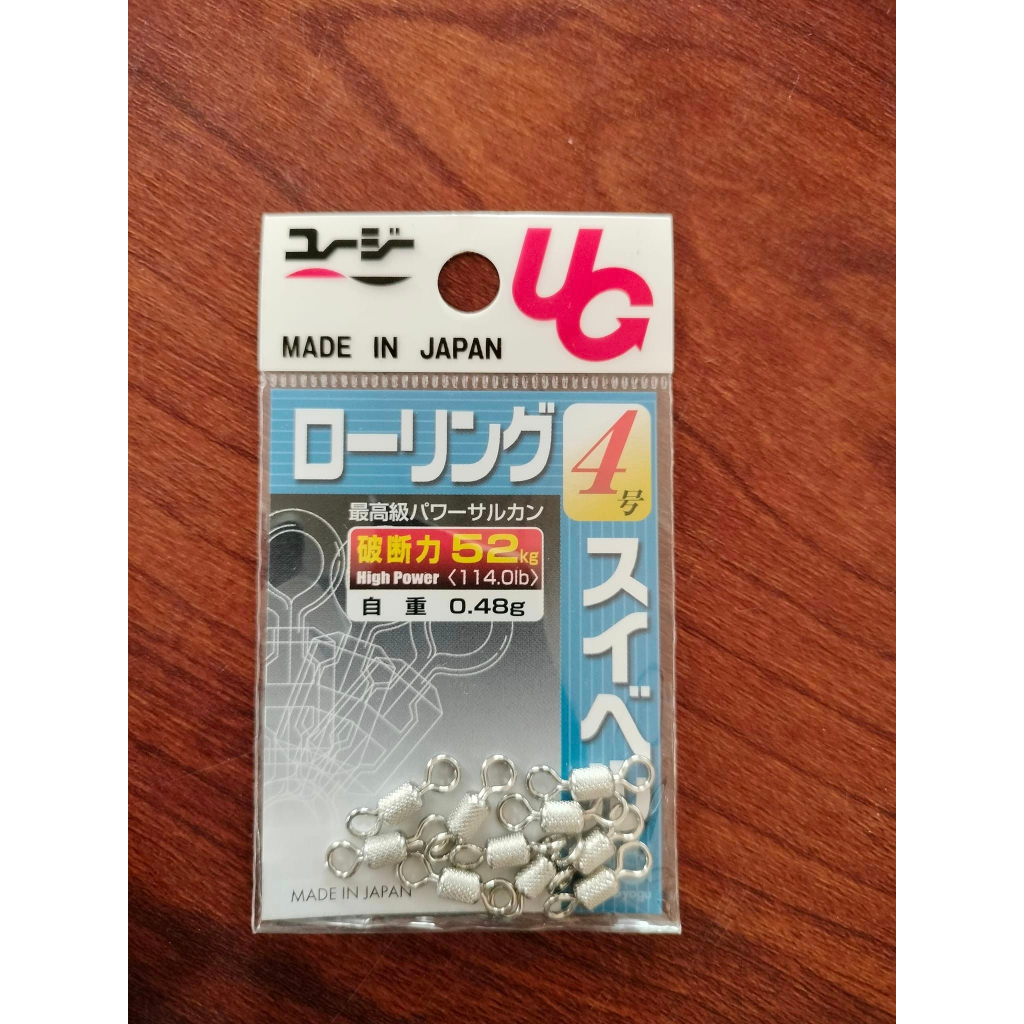 ユージー
UG
MADE IN JAPAN
ローリング
4号
最高級パワーサルカン
破断力 52kg
High Power 〈114.0lb〉
自重 0.48g
スイベル
MADE IN JAPAN